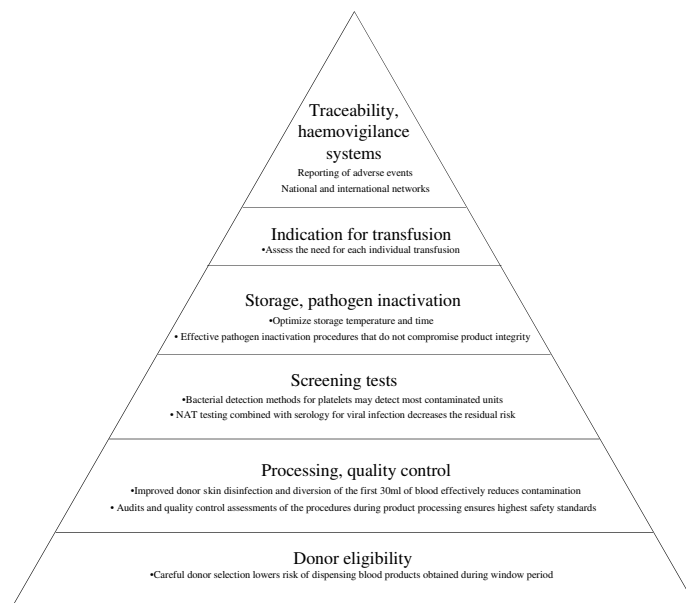 Traceability,
haemovigilance
systems
Reporting of adverse events
National and international networks
Indication for transfusion
•Assess the need for each individual transfusion
Storage, pathogen inactivation
•Optimize storage temperature and time
• Effective pathogen inactivation procedures that do not compromise product integrity
Screening tests
•Bacterial detection methods for platelets may detect most contaminated units
• NAT testing combined with serology for viral infection decreases the residual risk
Processing, quality control
•Improved donor skin disinfection and diversion of the first 30ml of blood effectively reduces contamination
• Audits and quality control assessments of the procedures during product processing ensures highest safety standards
Donor eligibility
•Careful donor selection lowers risk of dispensing blood products obtained during window period